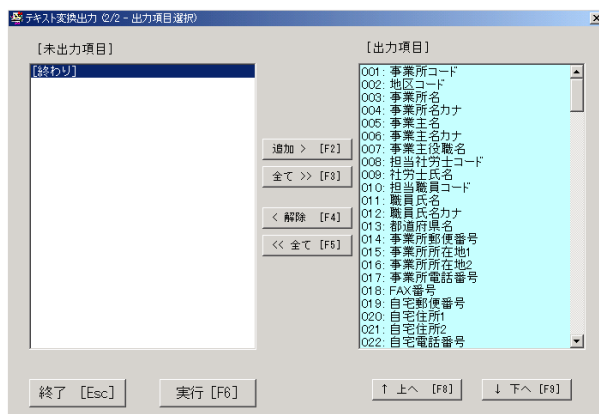 テキスト変換出力 (2/2 - 出力項目選択)
[未出力項目]
[終わり]
追加 > [F2]
全て >> [F3]
< 解除 [F4]
<< 全て [F5]
[出力項目]
001: 事業所コード
002: 地区コード
003: 事業所名
004: 事業所名カナ
005: 事業主名
006: 事業主名カナ
007: 事業主役職名
008: 担当社労士コード
009: 社労士氏名
010: 担当職員コード
011: 職員氏名
012: 職員氏名カナ
013: 都道府県名
014: 事業所郵便番号
015: 事業所所在地1
016: 事業所所在地2
017: 事業所電話番号
018: FAX番号
019: 自宅郵便番号
020: 自宅住所1
021: 自宅住所2
022: 自宅電話番号
終了 [Esc]
実行 [F6]
↑ 上へ [F8]
↓ 下へ [F9]